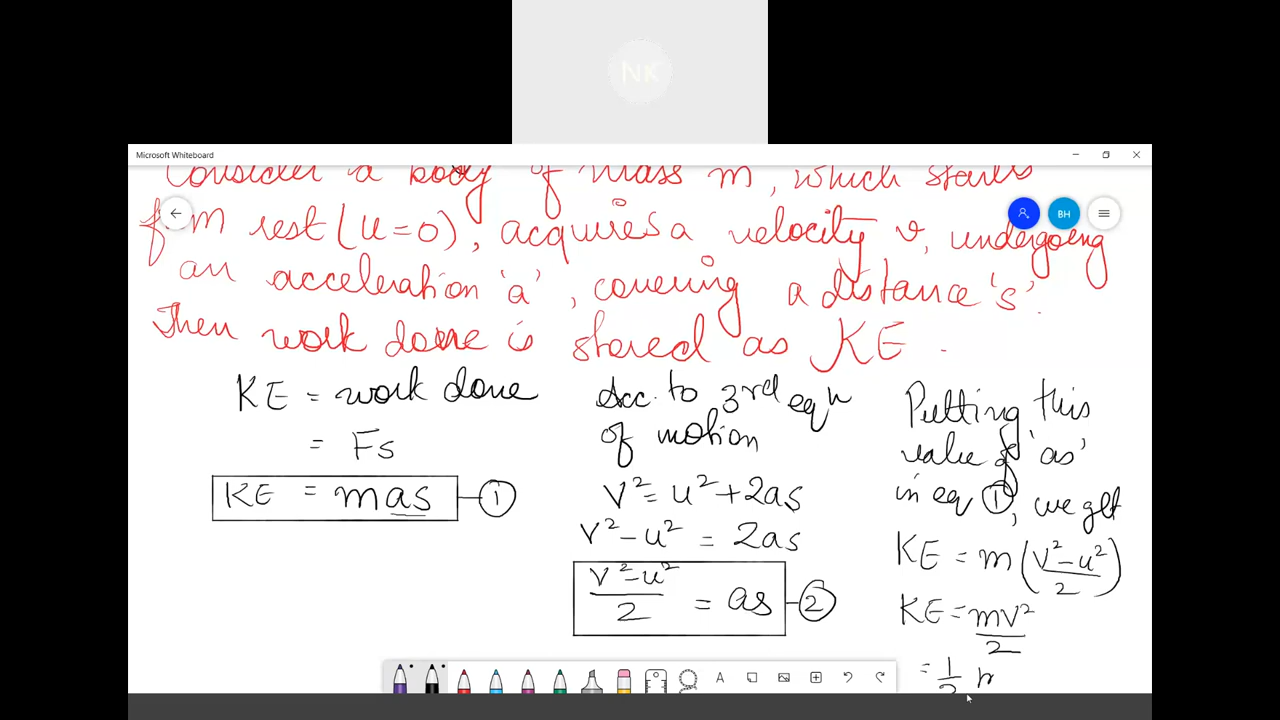 NK
Microsoft Whiteboard
Consider a body of mass m, which starts
from rest (u=0), acquires a velocity v, undergoing
an acceleration 'a', covering a distance 's'
Then work done is stored as KE.
BH
KE = work done
= Fs
KE = mas ①
Acc. to 3rd eqn
of motion
V² = u² + 2as
V² - u² = 2as
V² - u² / 2 = as ②
Putting this
value of 'as'
in eq ①, we get
KE = m (V² - u² / 2)
KE = mV² / 2
= 1/2
A